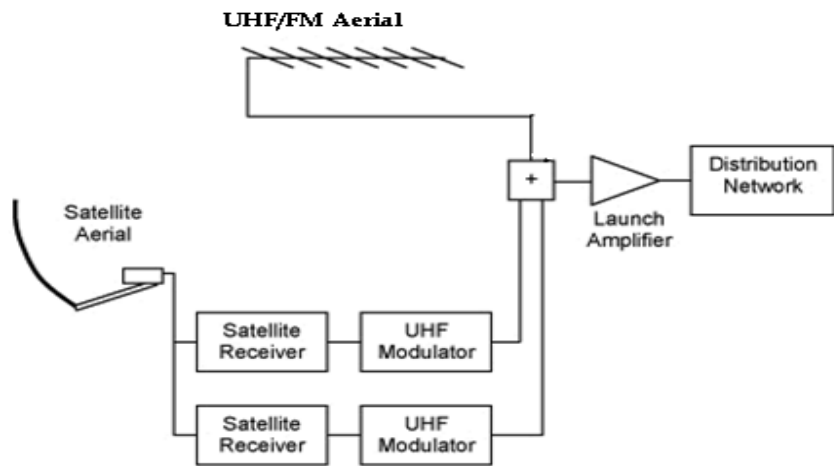 UHF/FM Aerial
Distribution
Network
+
Launch
Amplifier
Satellite
Aerial
Satellite
Receiver
UHF
Modulator
Satellite
Receiver
UHF
Modulator